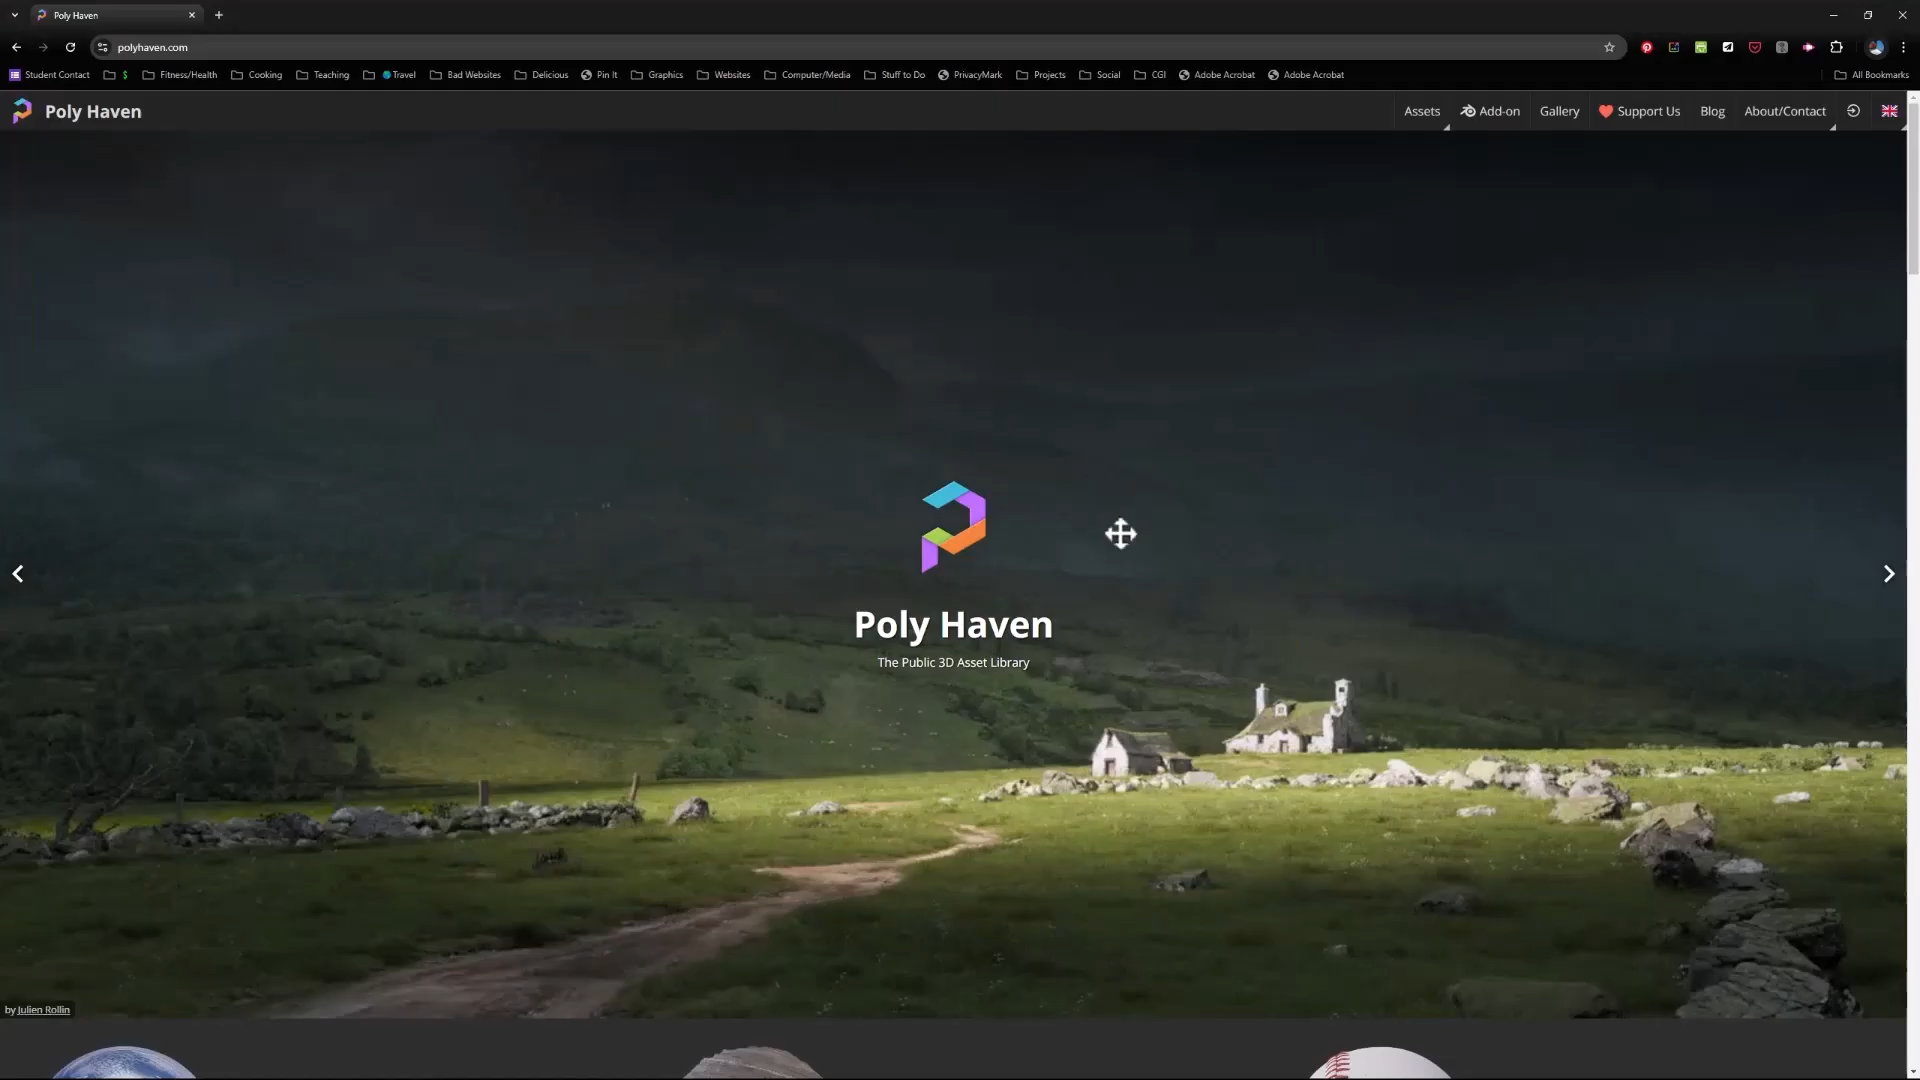 Poly Haven
polyhaven.com
Student Contact $ Fitness/Health Cooking Teaching Travel Bad Websites Delicious Pin It Graphics Websites Computer/Media Stuff to Do PrivacyMark Projects Social CGI Adobe Acrobat Adobe Acrobat All Bookmarks
Poly Haven Assets Add-on Gallery Support Us Blog About/Contact
Poly Haven
The Public 3D Asset Library
by Julien Rollin